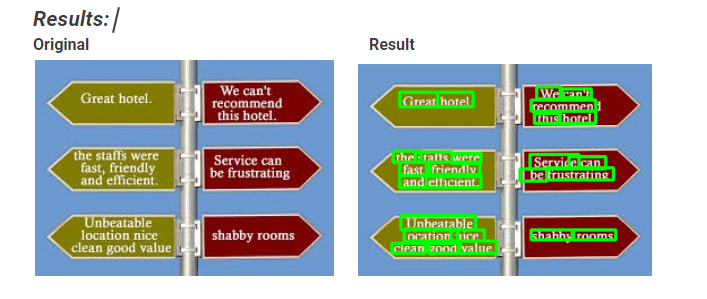 Results:
Original
Result
Great hotel.
We can't
recommend
this hotel.
the staffs were
fast, friendly
and efficient.
Service can
be frustrating
Unbeatable
location nice
clean good value
shabby rooms
Great hotel
We can't
recommend
this hotel
the staffs were
fast friendly
and efficient.
Service can
be frustrating
Unbeatable
location nice
clean good value
shabby rooms